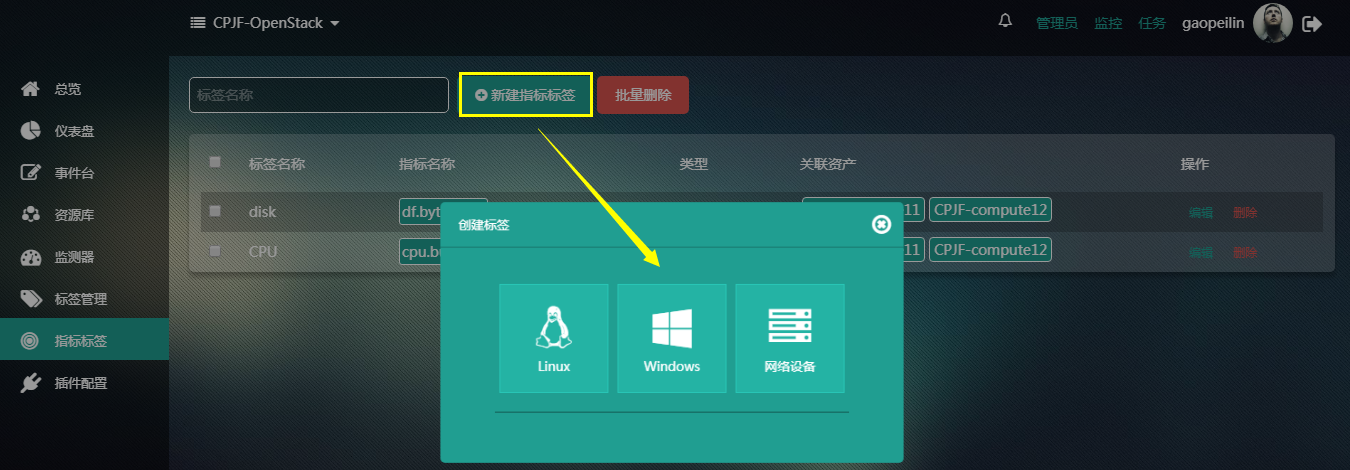 CPJF-OpenStack
管理员 监控 任务 gaopeilin
总览
仪表盘
事件台
资源库
监测器
标签管理
指标标签
插件配置
标签名称 新建指标标签 批量删除
标签名称 指标名称 类型 关联资产 操作
disk df.byt 11 CPJF-compute12 编辑 删除
CPU cpu.bu 11 CPJF-compute12 编辑 删除
创建标签
Linux Windows 网络设备